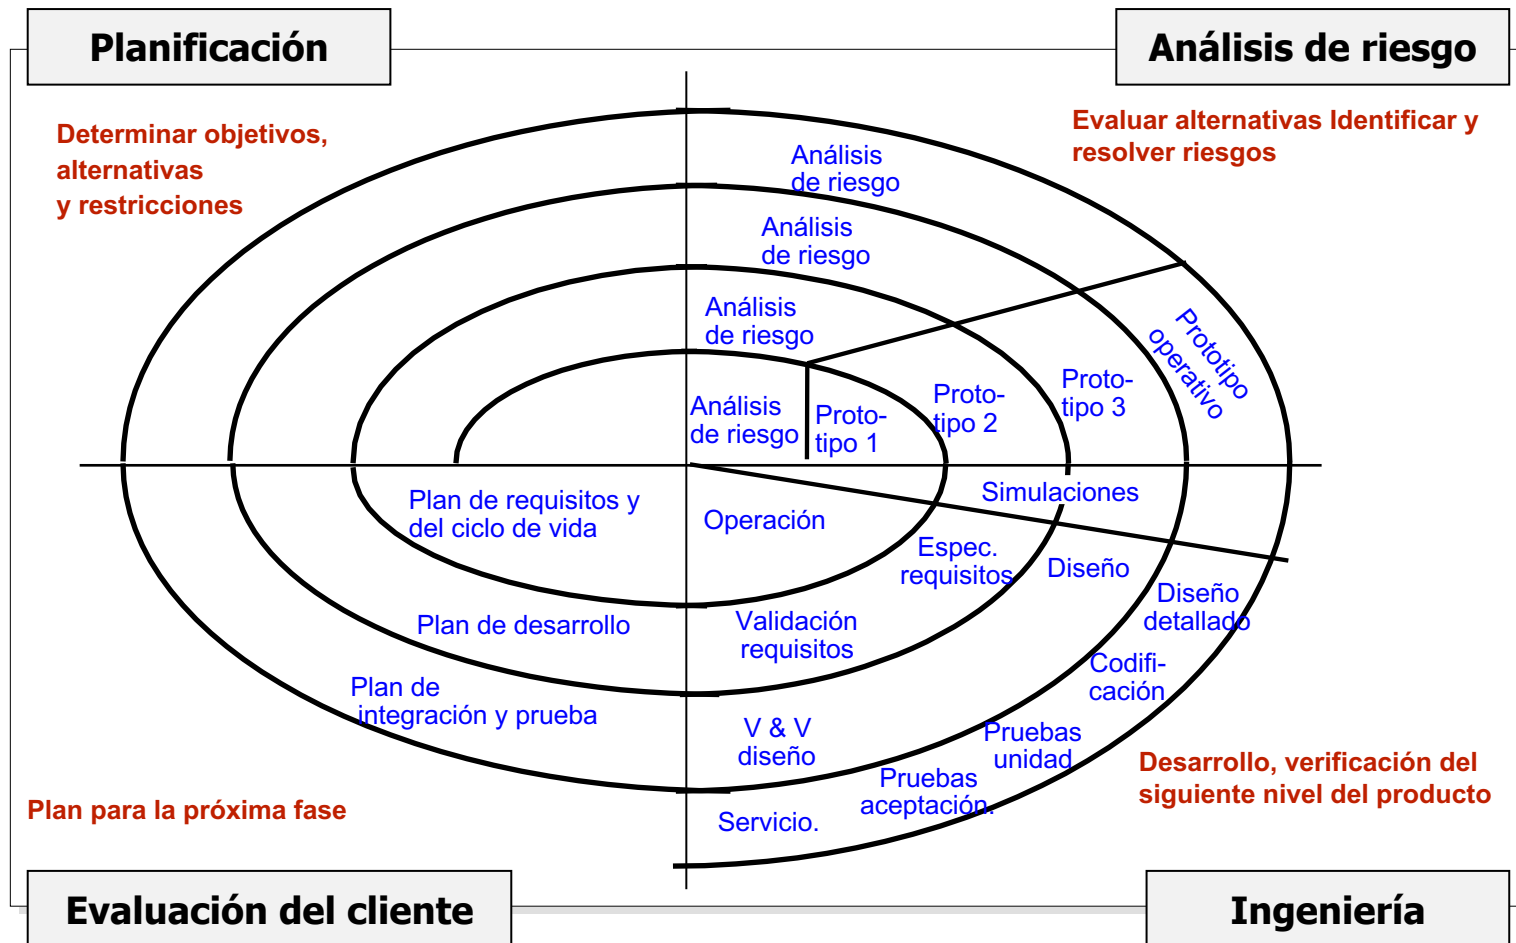 Planificación
Análisis de riesgo
Determinar objetivos,
alternativas
y restricciones
Evaluar alternativas Identificar y
resolver riesgos
Análisis
de riesgo
Análisis
de riesgo
Análisis
de riesgo
Análisis
de riesgo
Proto-
tipo 1
Proto-
tipo 2
Proto-
tipo 3
Prototipo
operativo
Plan de requisitos y
del ciclo de vida
Operación
Simulaciones
Espec.
requisitos
Diseño
Diseño
detallado
Plan de desarrollo
Validación
requisitos
Codifi-
cación
Plan de
integración y prueba
V & V
diseño
Pruebas
unidad
Pruebas
aceptación.
Servicio.
Desarrollo, verificación del
siguiente nivel del producto
Plan para la próxima fase
Evaluación del cliente
Ingeniería